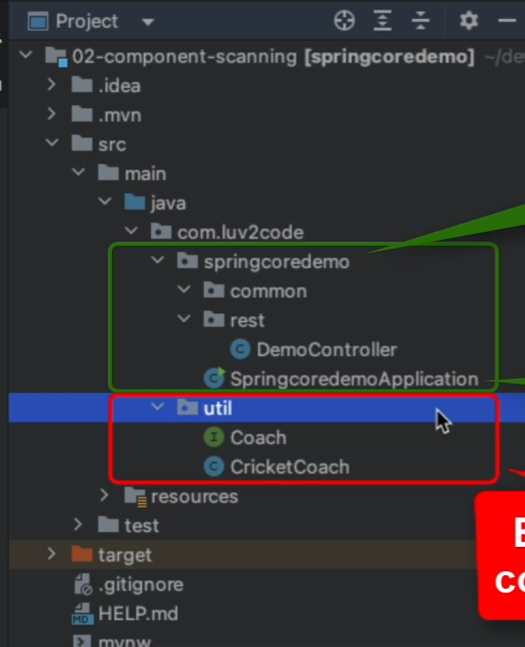 Project
02-component-scanning [springcoredemo] ~/de
.idea
.mvn
src
main
java
com.luv2code
springcoredemo
common
rest
C DemoController
C SpringcoredemoApplication
util
I Coach
C CricketCoach
resources
test
target
.gitignore
MD HELP.md
mvnw
E
co